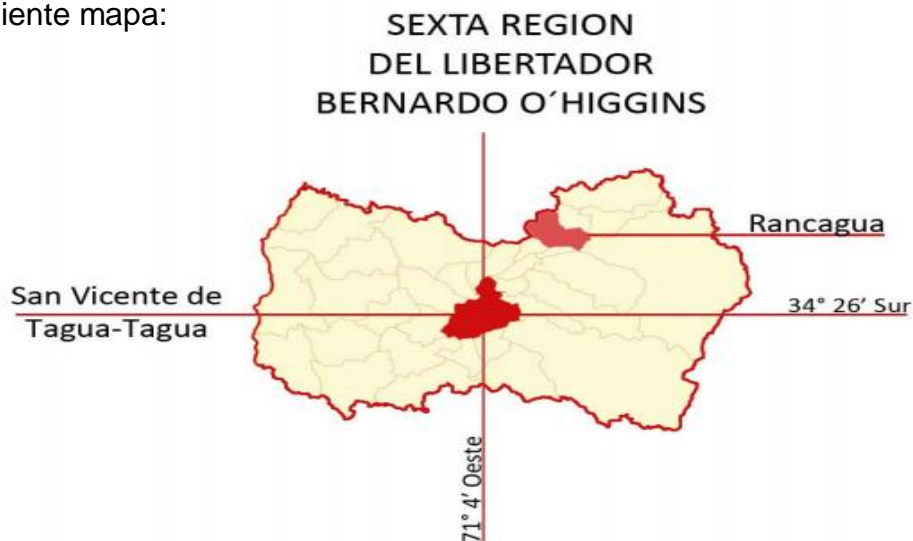 iente mapa:
SEXTA REGION
DEL LIBERTADOR
BERNARDO O´HIGGINS
Rancagua
San Vicente de
Tagua-Tagua
34° 26’ Sur
71° 4’ Oeste